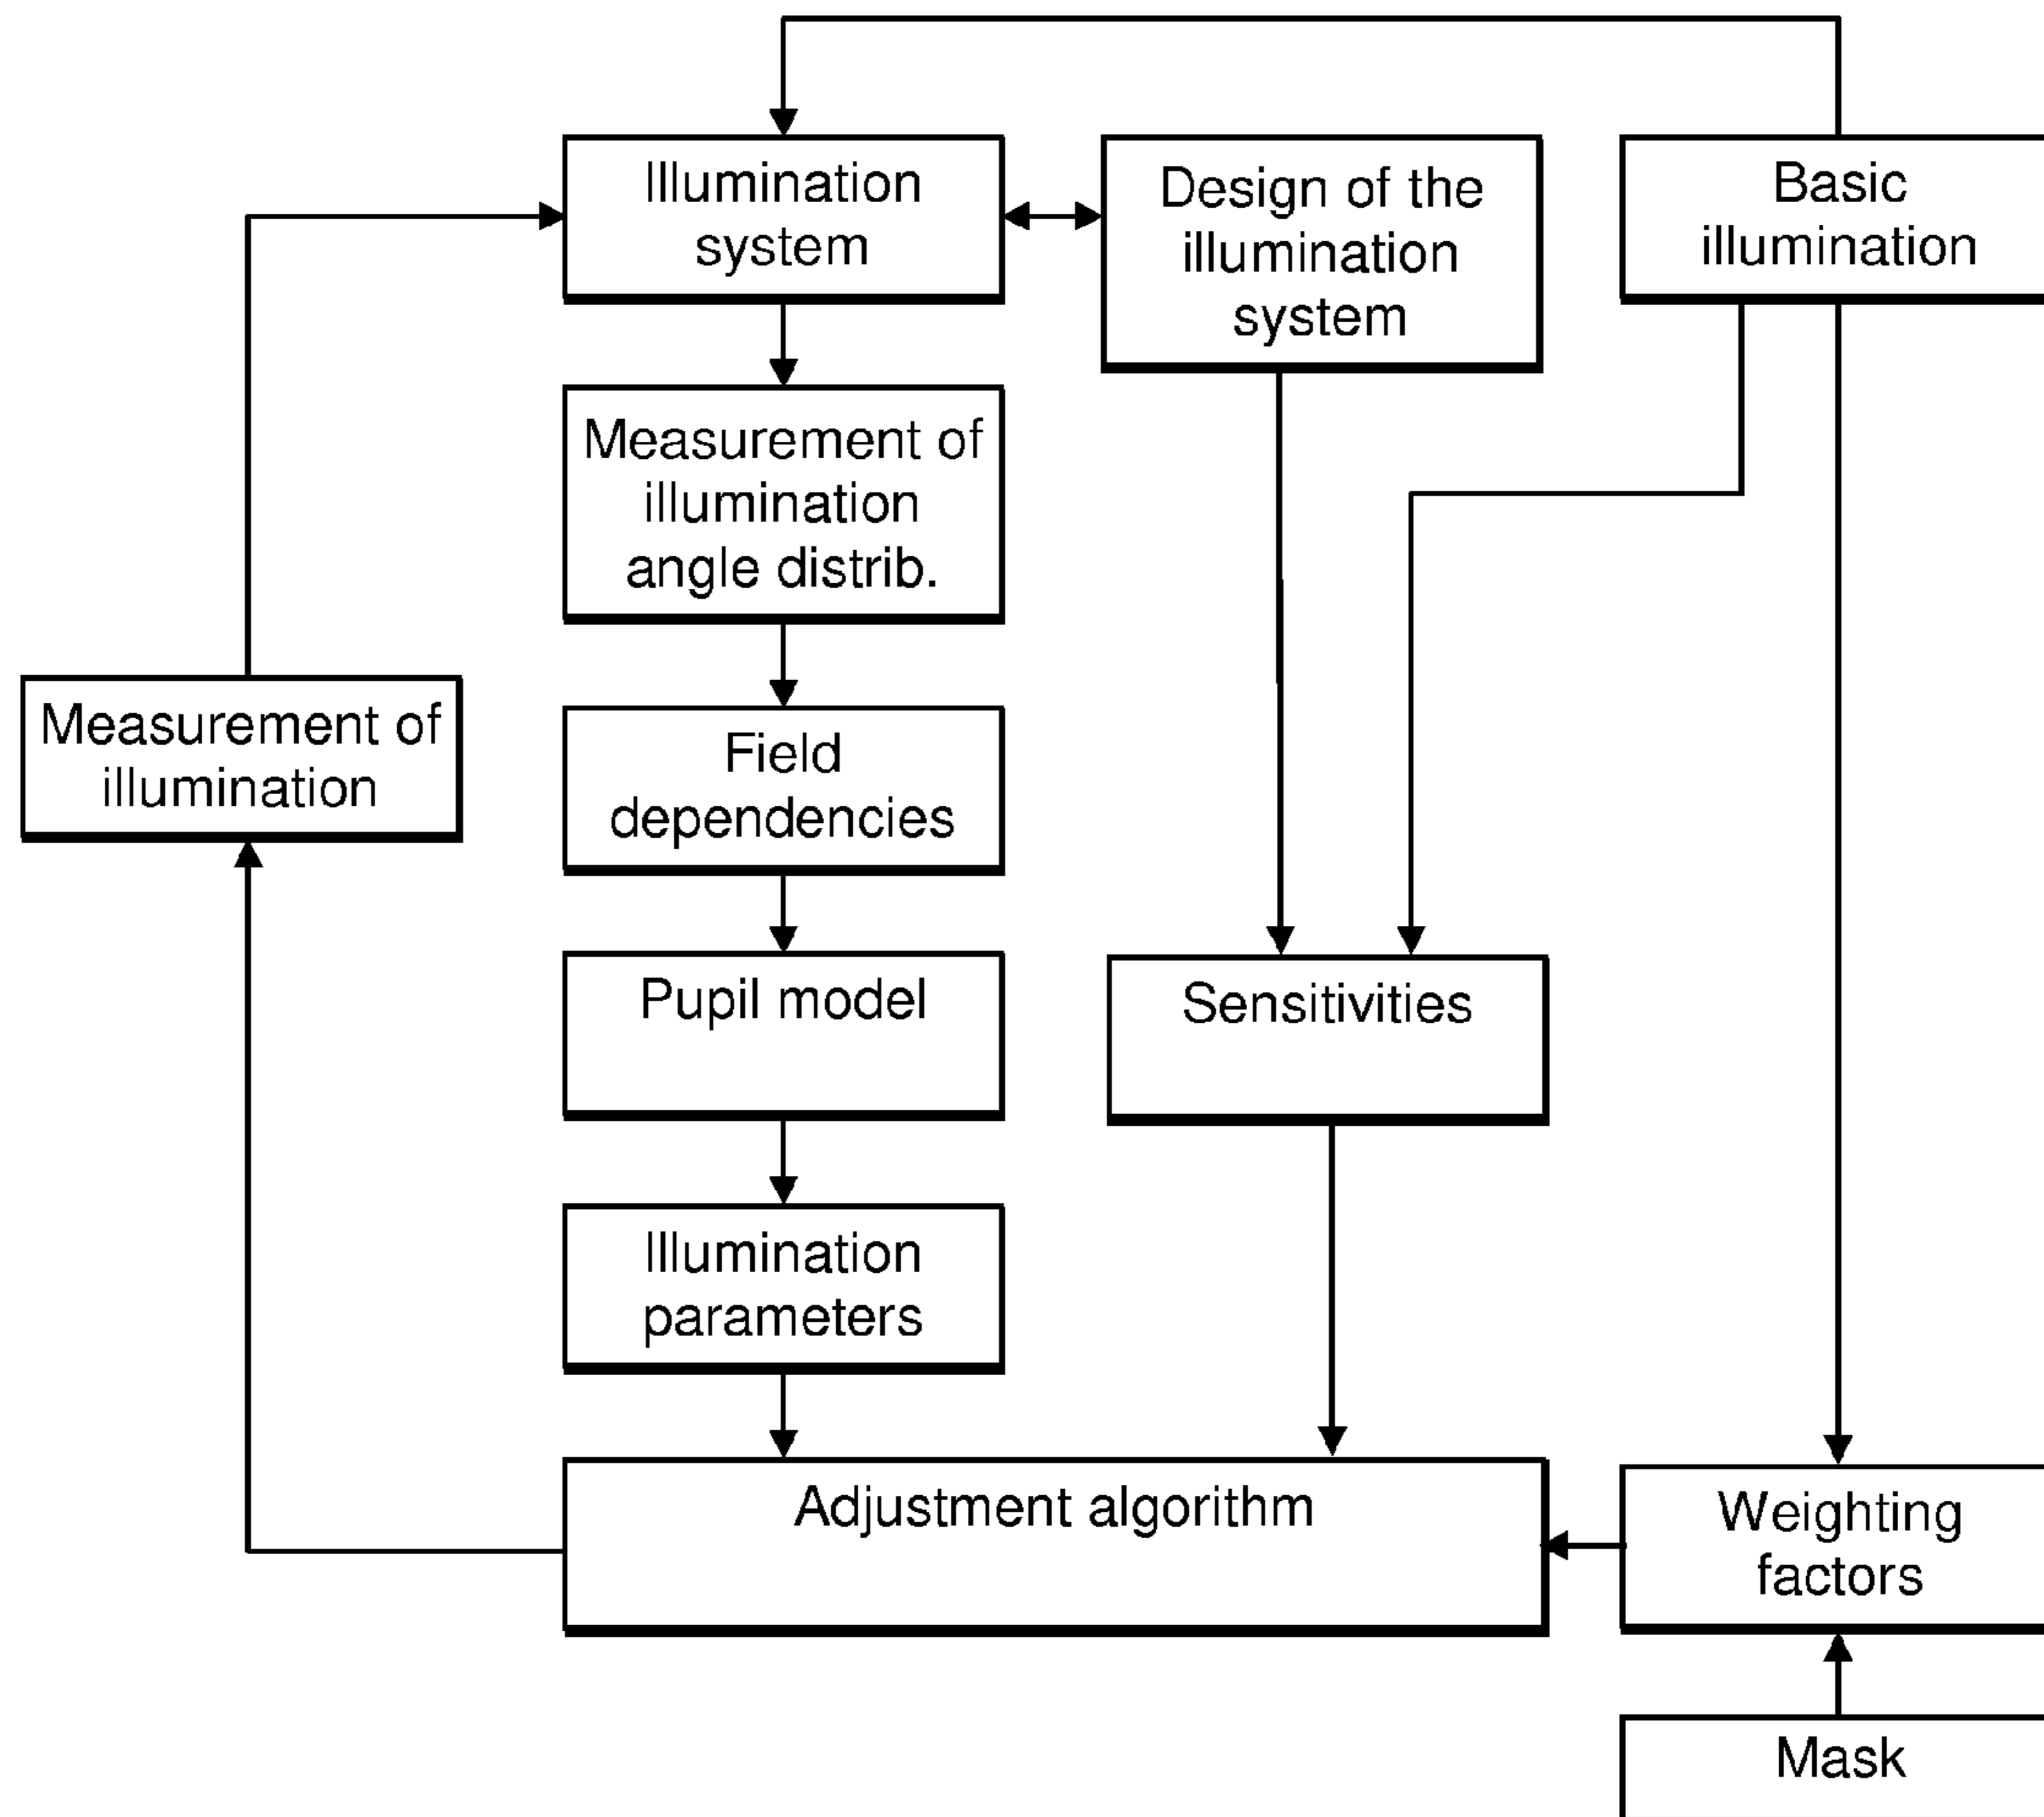 Illumination
system
Design of the
illumination
system
Basic
illumination
Measurement of
illumination
angle distrib.
Measurement of
illumination
Field
dependencies
Pupil model
Sensitivities
Illumination
parameters
Adjustment algorithm
Weighting
factors
Mask